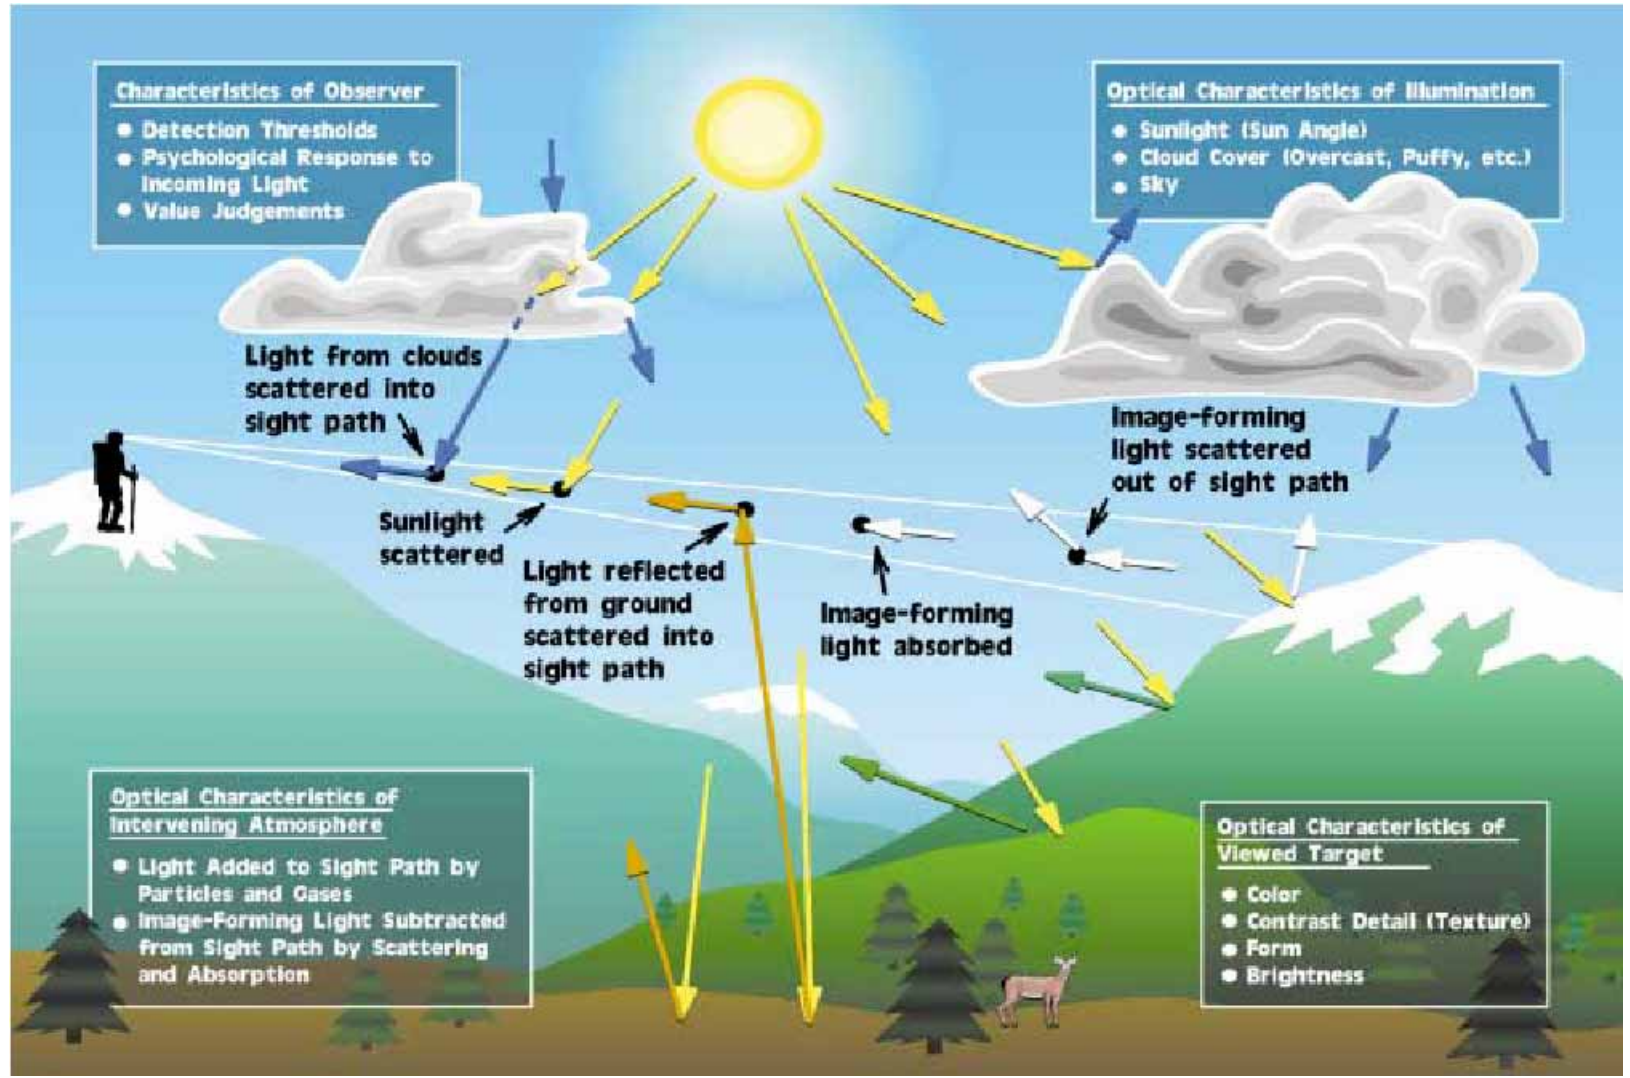 Characteristics of Observer
● Detection Thresholds
● Psychological Response to
Incoming Light
● Value Judgements
Optical Characteristics of Illumination
● Sunlight (Sun Angle)
● Cloud Cover (Overcast, Puffy, etc.)
● Sky
Light from clouds
scattered into
sight path
Image-forming
light scattered
out of sight path
Sunlight
scattered
Light reflected
from ground
scattered into
sight path
Image-forming
light absorbed
Optical Characteristics of
Intervening Atmosphere
● Light Added to Sight Path by
Particles and Gases
● Image-Forming Light Subtracted
from Sight Path by Scattering
and Absorption
Optical Characteristics of
Viewed Target
● Color
● Contrast Detail (Texture)
● Form
● Brightness